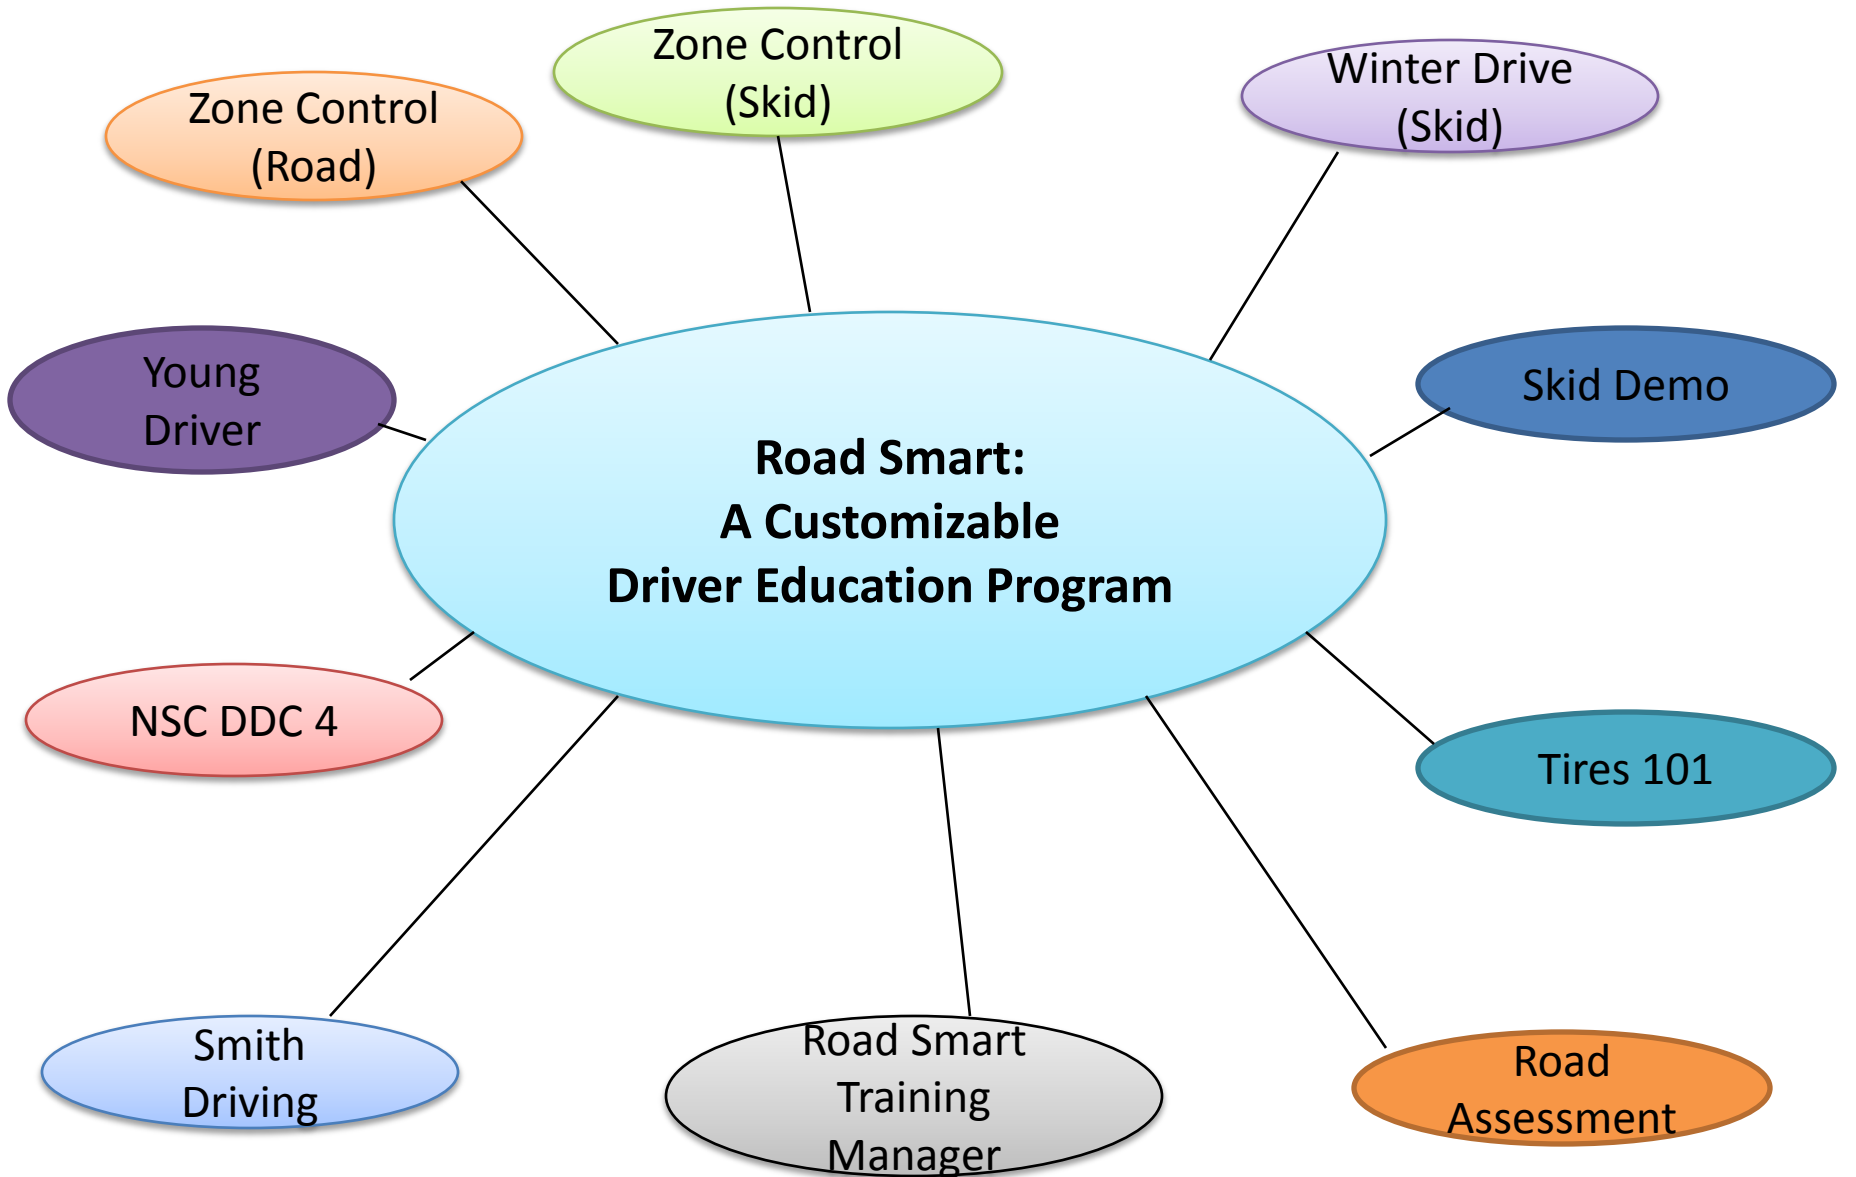 Zone Control
(Skid)
Winter Drive
(Skid)
Zone Control
(Road)
Young
Driver
Skid Demo
Road Smart:
A Customizable
Driver Education Program
NSC DDC 4
Tires 101
Smith
Driving
Road Smart
Training
Manager
Road
Assessment